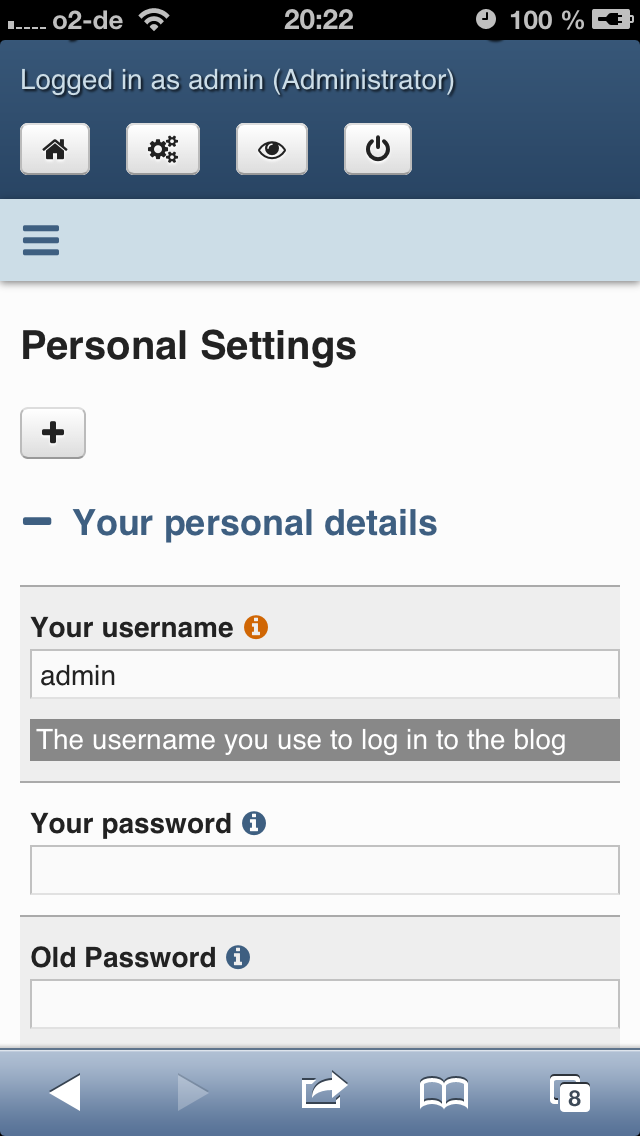 o2-de 20:22 100 %
Logged in as admin (Administrator)
Personal Settings
Your personal details
Your username
admin
The username you use to log in to the blog
Your password
Old Password
8